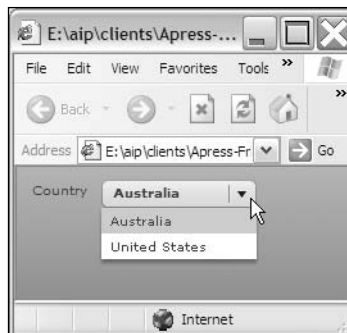 E:\aip\clients\Apress-...
File Edit View Favorites Tools »
Back »
Address E:\aip\clients\Apress-Fr Go
Country Australia
Australia
United States
Internet